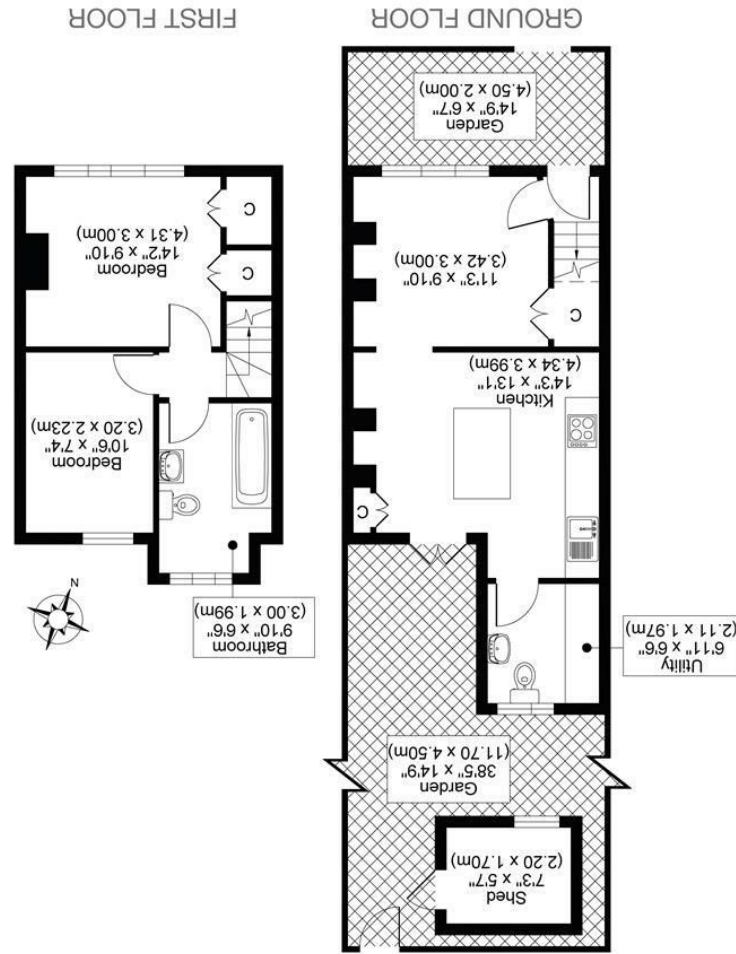 Shed
7'3" x 5'7"
(2.20 x 1.70m)
Garden
38'5" x 14'9"
(11.70 x 4.50m)
Utility
6'11" x 6'6"
(2.11 x 1.97m)
C
Kitchen
14'3" x 13'1"
(4.34 x 3.99m)
C
11'3" x 9'10"
(3.42 x 3.00m)
Garden
14'9" x 6'7"
(4.50 x 2.00m)
GROUND FLOOR
N
Bathroom
9'10" x 6'6"
(3.00 x 1.99m)
Bedroom
10'6" x 7'4"
(3.20 x 2.23m)
C
C
Bedroom
14'2" x 9'10"
(4.31 x 3.00m)
FIRST FLOOR